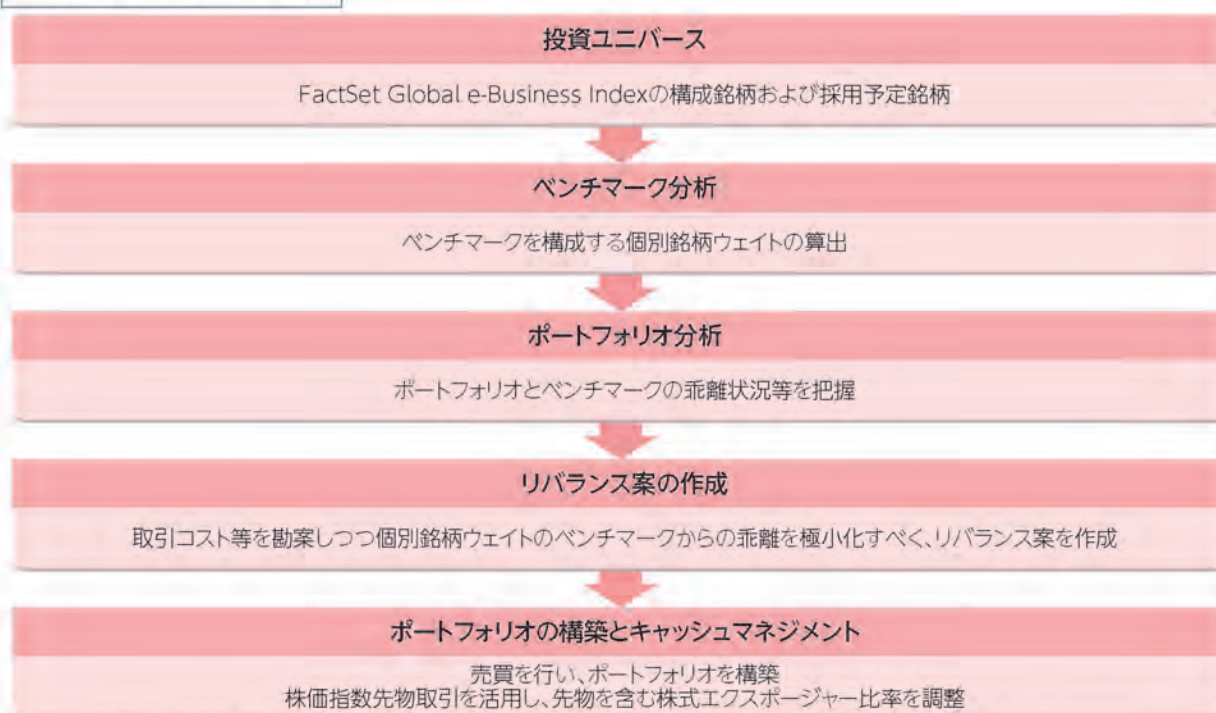 投資ユニバース
FactSet Global e-Business Indexの構成銘柄および採用予定銘柄
ベンチマーク分析
ベンチマークを構成する個別銘柄ウェイトの算出
ポートフォリオ分析
ポートフォリオとベンチマークの乖離状況等を把握
リバランス案の作成
取引コスト等を勘案しつつ個別銘柄ウェイトのベンチマークからの乖離を極小化すべく、リバランス案を作成
ポートフォリオの構築とキャッシュマネジメント
売買を行い、ポートフォリオを構築
株価指数先物取引を活用し、先物を含む株式エクスポージャー比率を調整